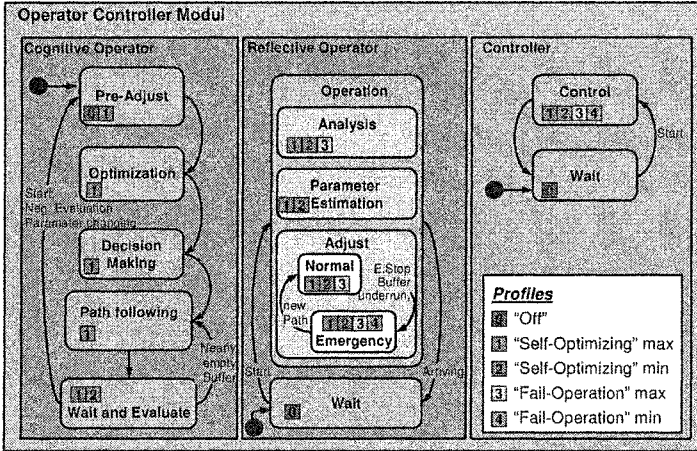 Operator Controller Modul
Cognitive Operator
Pre-Adjust
0 1
Optimization
1
Start,
Neg. Evaluation
Parameter changing
Decision
Making
1
Path following
1
Nearly
empty
Buffer
1 2
Wait and Evaluate
Reflective Operator
Operation
Analysis
1 2 3
Parameter
Estimation
1 2
Adjust
Normal
1 2 3
E.Stop
Buffer
underrun,
new
Path
1 2 3 4
Emergency
Start
Arriving
Wait
0
Controller
Control
1 2 3 4
Start
Wait
0
Profiles
0 "Off"
1 "Self-Optimizing" max
2 "Self-Optimizing" min
3 "Fail-Operation" max
4 "Fail-Operation" min